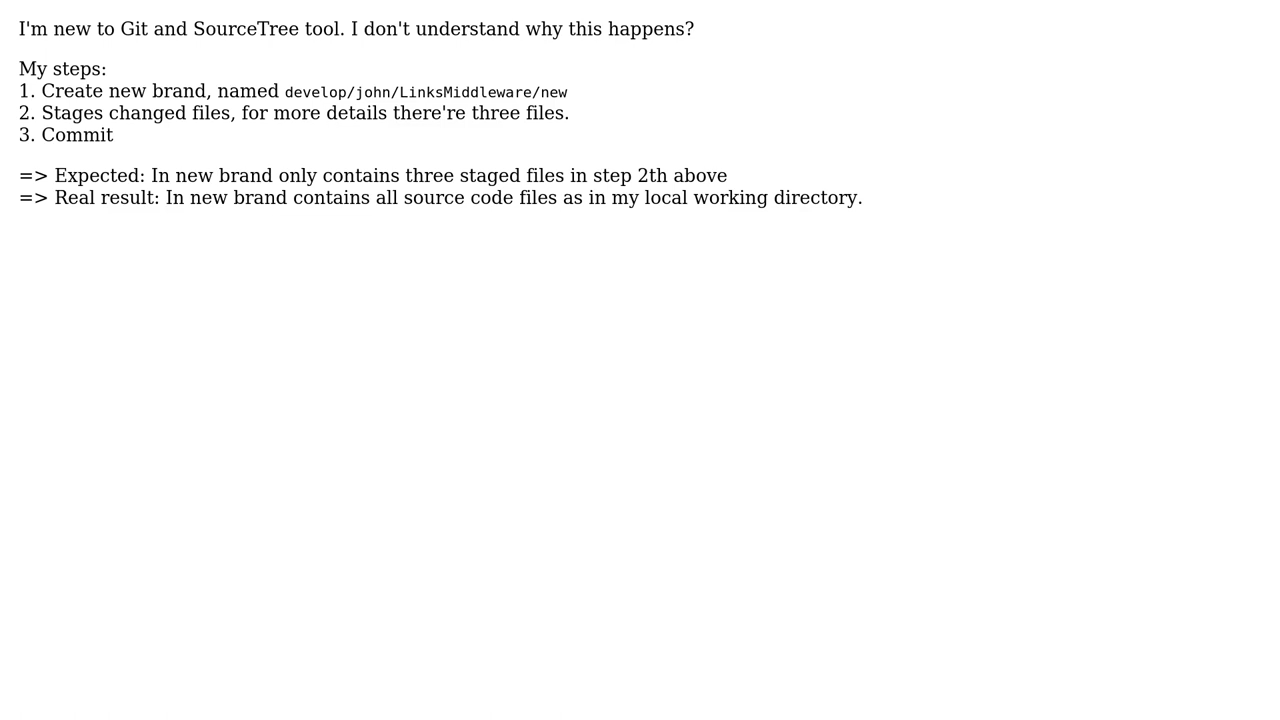 I'm new to Git and SourceTree tool. I don't understand why this happens?
My steps:
1. Create new brand, named develop/john/LinksMiddleware/new
2. Stages changed files, for more details there're three files.
3. Commit
=> Expected: In new brand only contains three staged files in step 2th above
=> Real result: In new brand contains all source code files as in my local working directory.